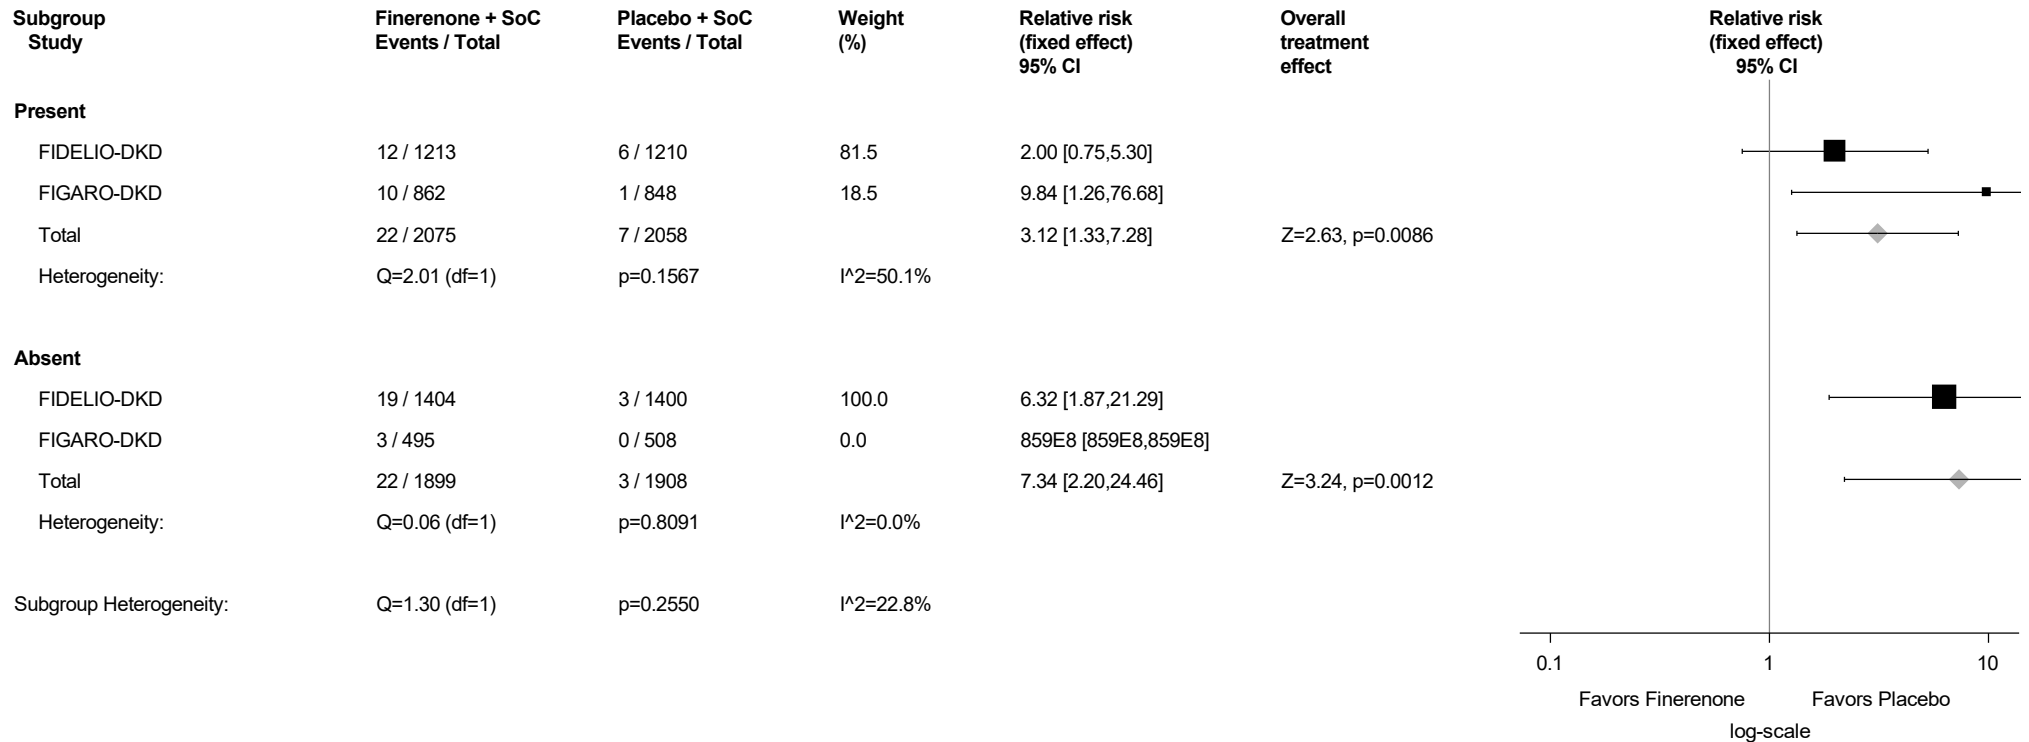 Subgroup Finerenone + SoC Placebo + SoC Weight Relative risk Overall Relative risk
Study Events / Total Events / Total (%) (fixed effect) treatment (fixed effect)
95% CI effect 95% CI
Present
FIDELIO-DKD 12 / 1213 6 / 1210 81.5 2.00 [0.75,5.30]
FIGARO-DKD 10 / 862 1 / 848 18.5 9.84 [1.26,76.68]
Total 22 / 2075 7 / 2058 3.12 [1.33,7.28] Z=2.63, p=0.0086
Heterogeneity: Q=2.01 (df=1) p=0.1567 I^2=50.1%
Absent
FIDELIO-DKD 19 / 1404 3 / 1400 100.0 6.32 [1.87,21.29]
FIGARO-DKD 3 / 495 0 / 508 0.0 859E8 [859E8,859E8]
Total 22 / 1899 3 / 1908 7.34 [2.20,24.46] Z=3.24, p=0.0012
Heterogeneity: Q=0.06 (df=1) p=0.8091 I^2=0.0%
Subgroup Heterogeneity: Q=1.30 (df=1) p=0.2550 I^2=22.8%
0.1 1 10
Favors Finerenone Favors Placebo
log-scale